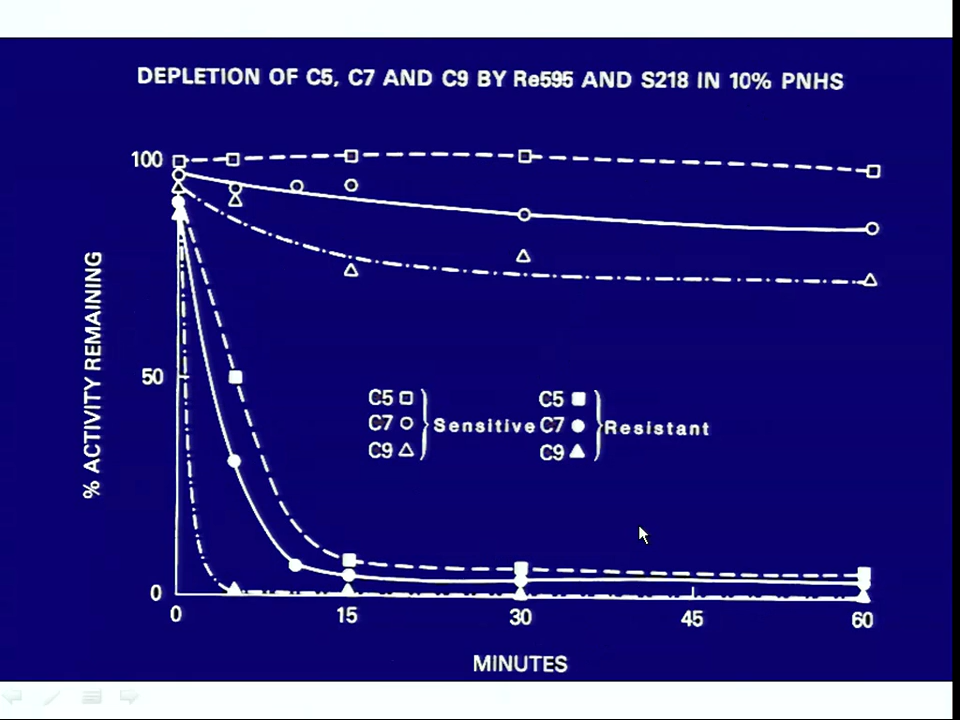 DEPLETION OF C5, C7 AND C9 BY Re595 AND S218 IN 10% PNHS
100
50
0
% ACTIVITY REMAINING
C5
C7
C9
Sensitive
C5
C7
C9
Resistant
0 15 30 45 60
MINUTES